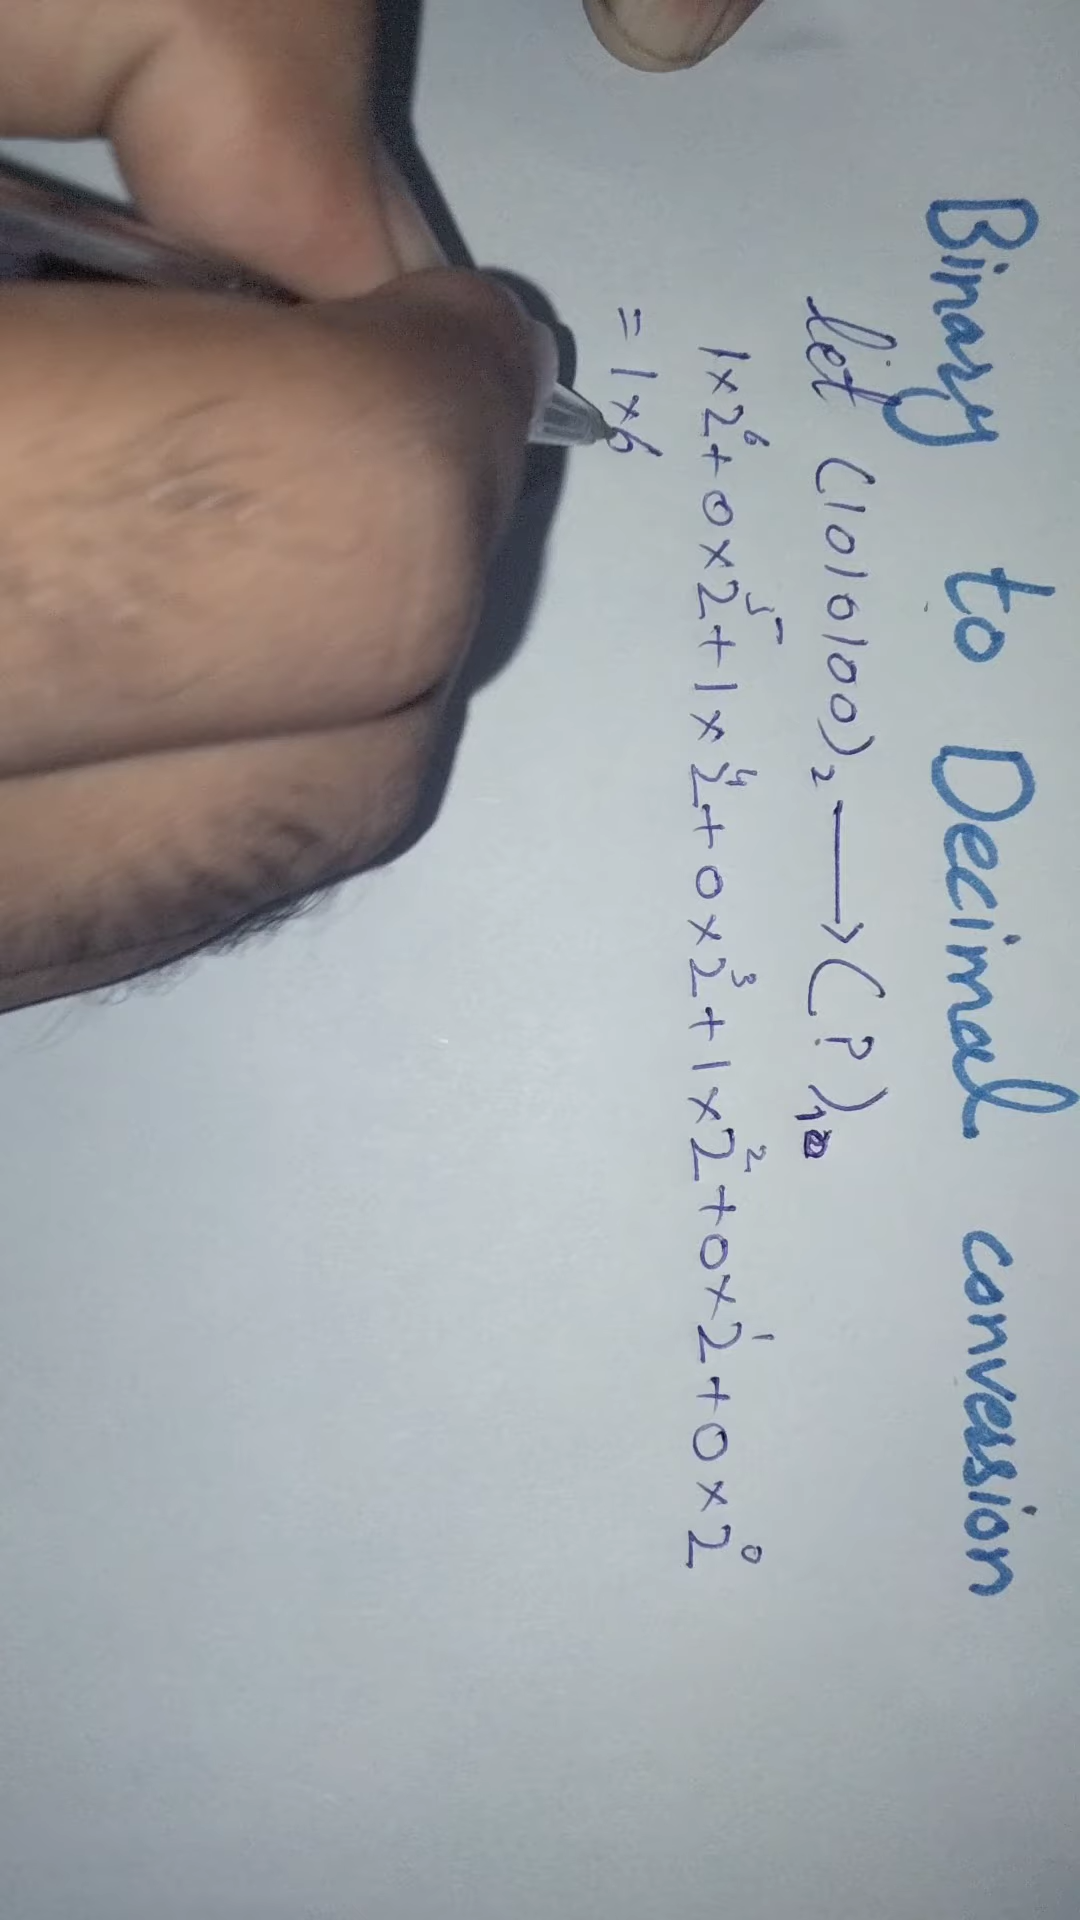 Binary to Decimal conversion
let (1010100)₂ ⟶ (?)₁₀
1×2⁶+0×2⁵+1×2⁴+0×2³+1×2²+0×2¹+0×2⁰
= 1×6